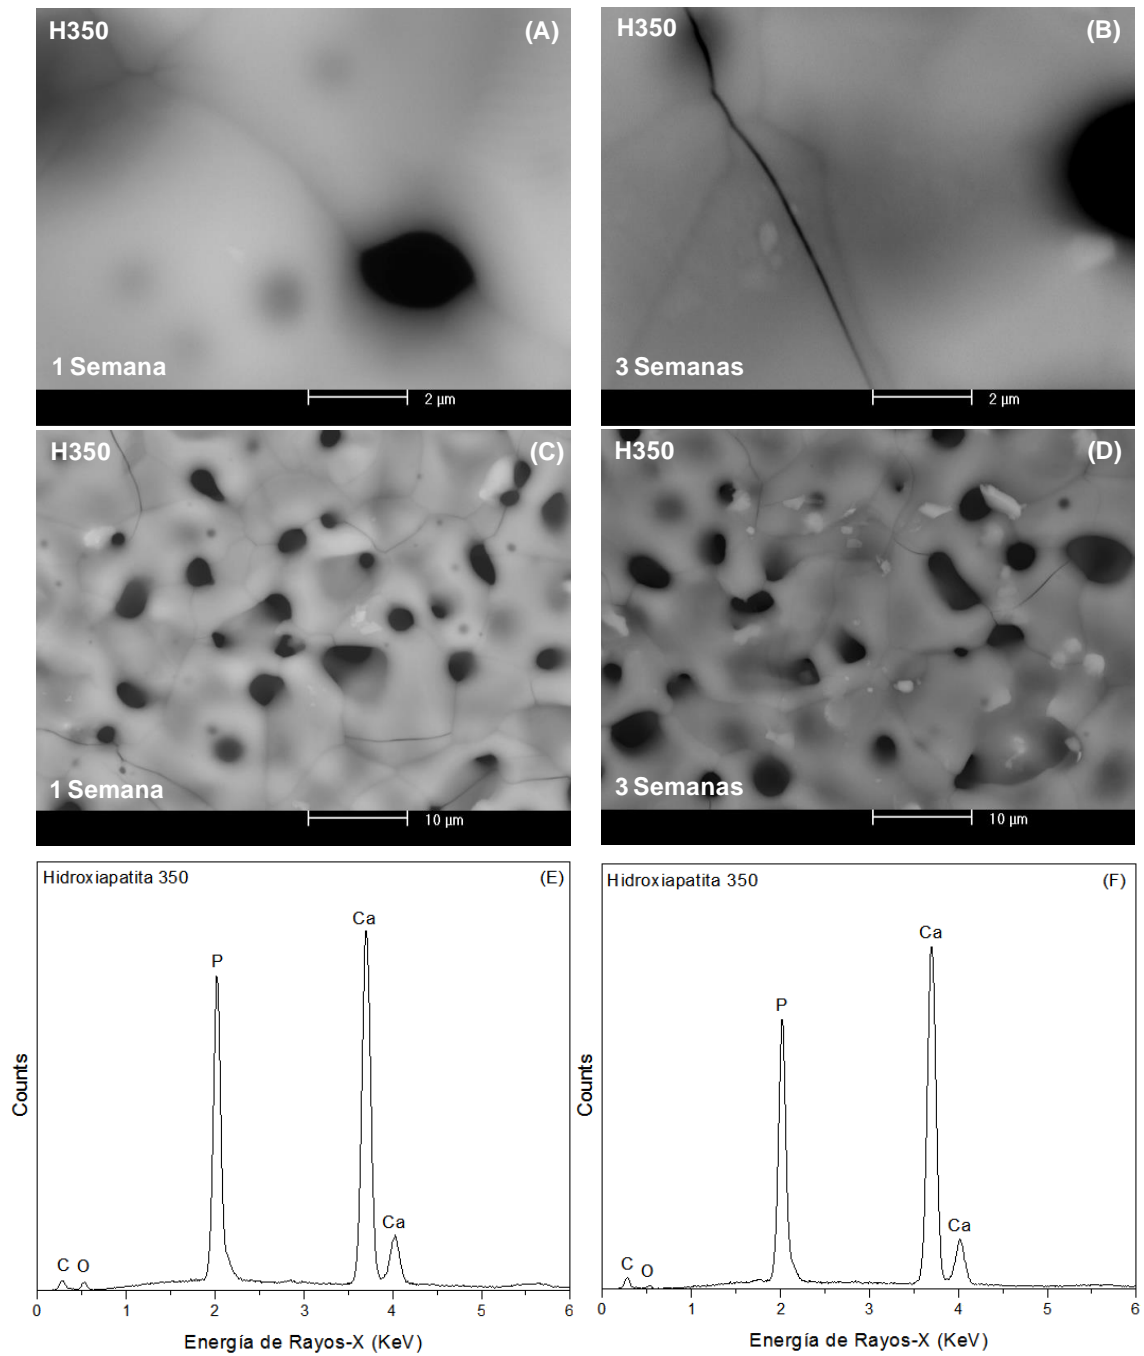 H350 (A)
1 Semana
2 µm
H350 (B)
3 Semanas
2 µm
H350 (C)
1 Semana
10 µm
H350 (D)
3 Semanas
10 µm
Hidroxiapatita 350 (E)
Ca
P
Ca
C O
Counts
0 1 2 3 4 5 6
Energía de Rayos-X (KeV)
Hidroxiapatita 350 (F)
Ca
P
Ca
C O
Counts
0 1 2 3 4 5 6
Energía de Rayos-X (KeV)